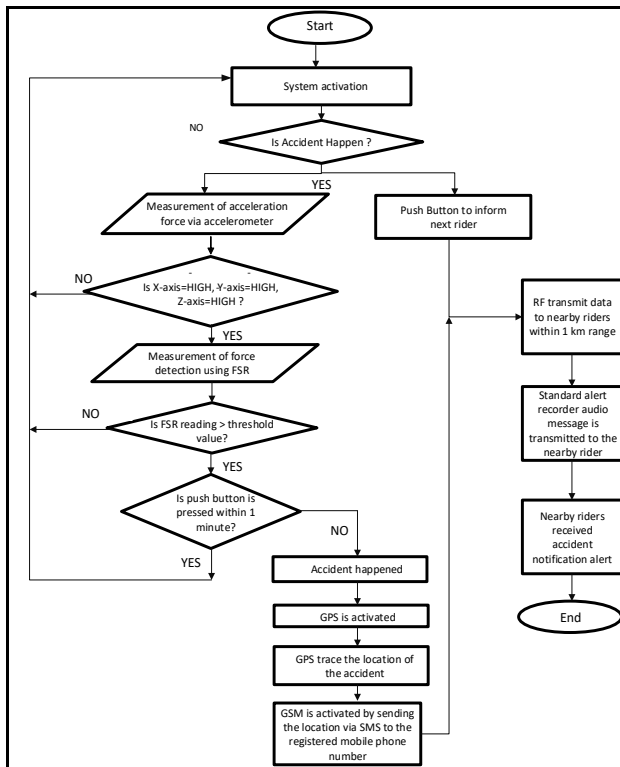 Start
System activation
NO
Is Accident Happen ?
YES
Measurement of acceleration
force via accelerometer
Push Button to inform
next rider
NO
Is X-axis=HIGH, -Y-axis=HIGH,
Z-axis=HIGH ?
YES
RF transmit data
to nearby riders
within 1 km range
Measurement of force
detection using FSR
NO
Is FSR reading > threshold
value?
YES
Standard alert
recorder audio
message is
transmitted to the
nearby rider
Is push button is
pressed within 1
minute?
NO
YES
Nearby riders
received
accident
notification alert
Accident happened
GPS is activated
End
GPS trace the location of
the accident
GSM is activated by sending
the location via SMS to the
registered mobile phone
number